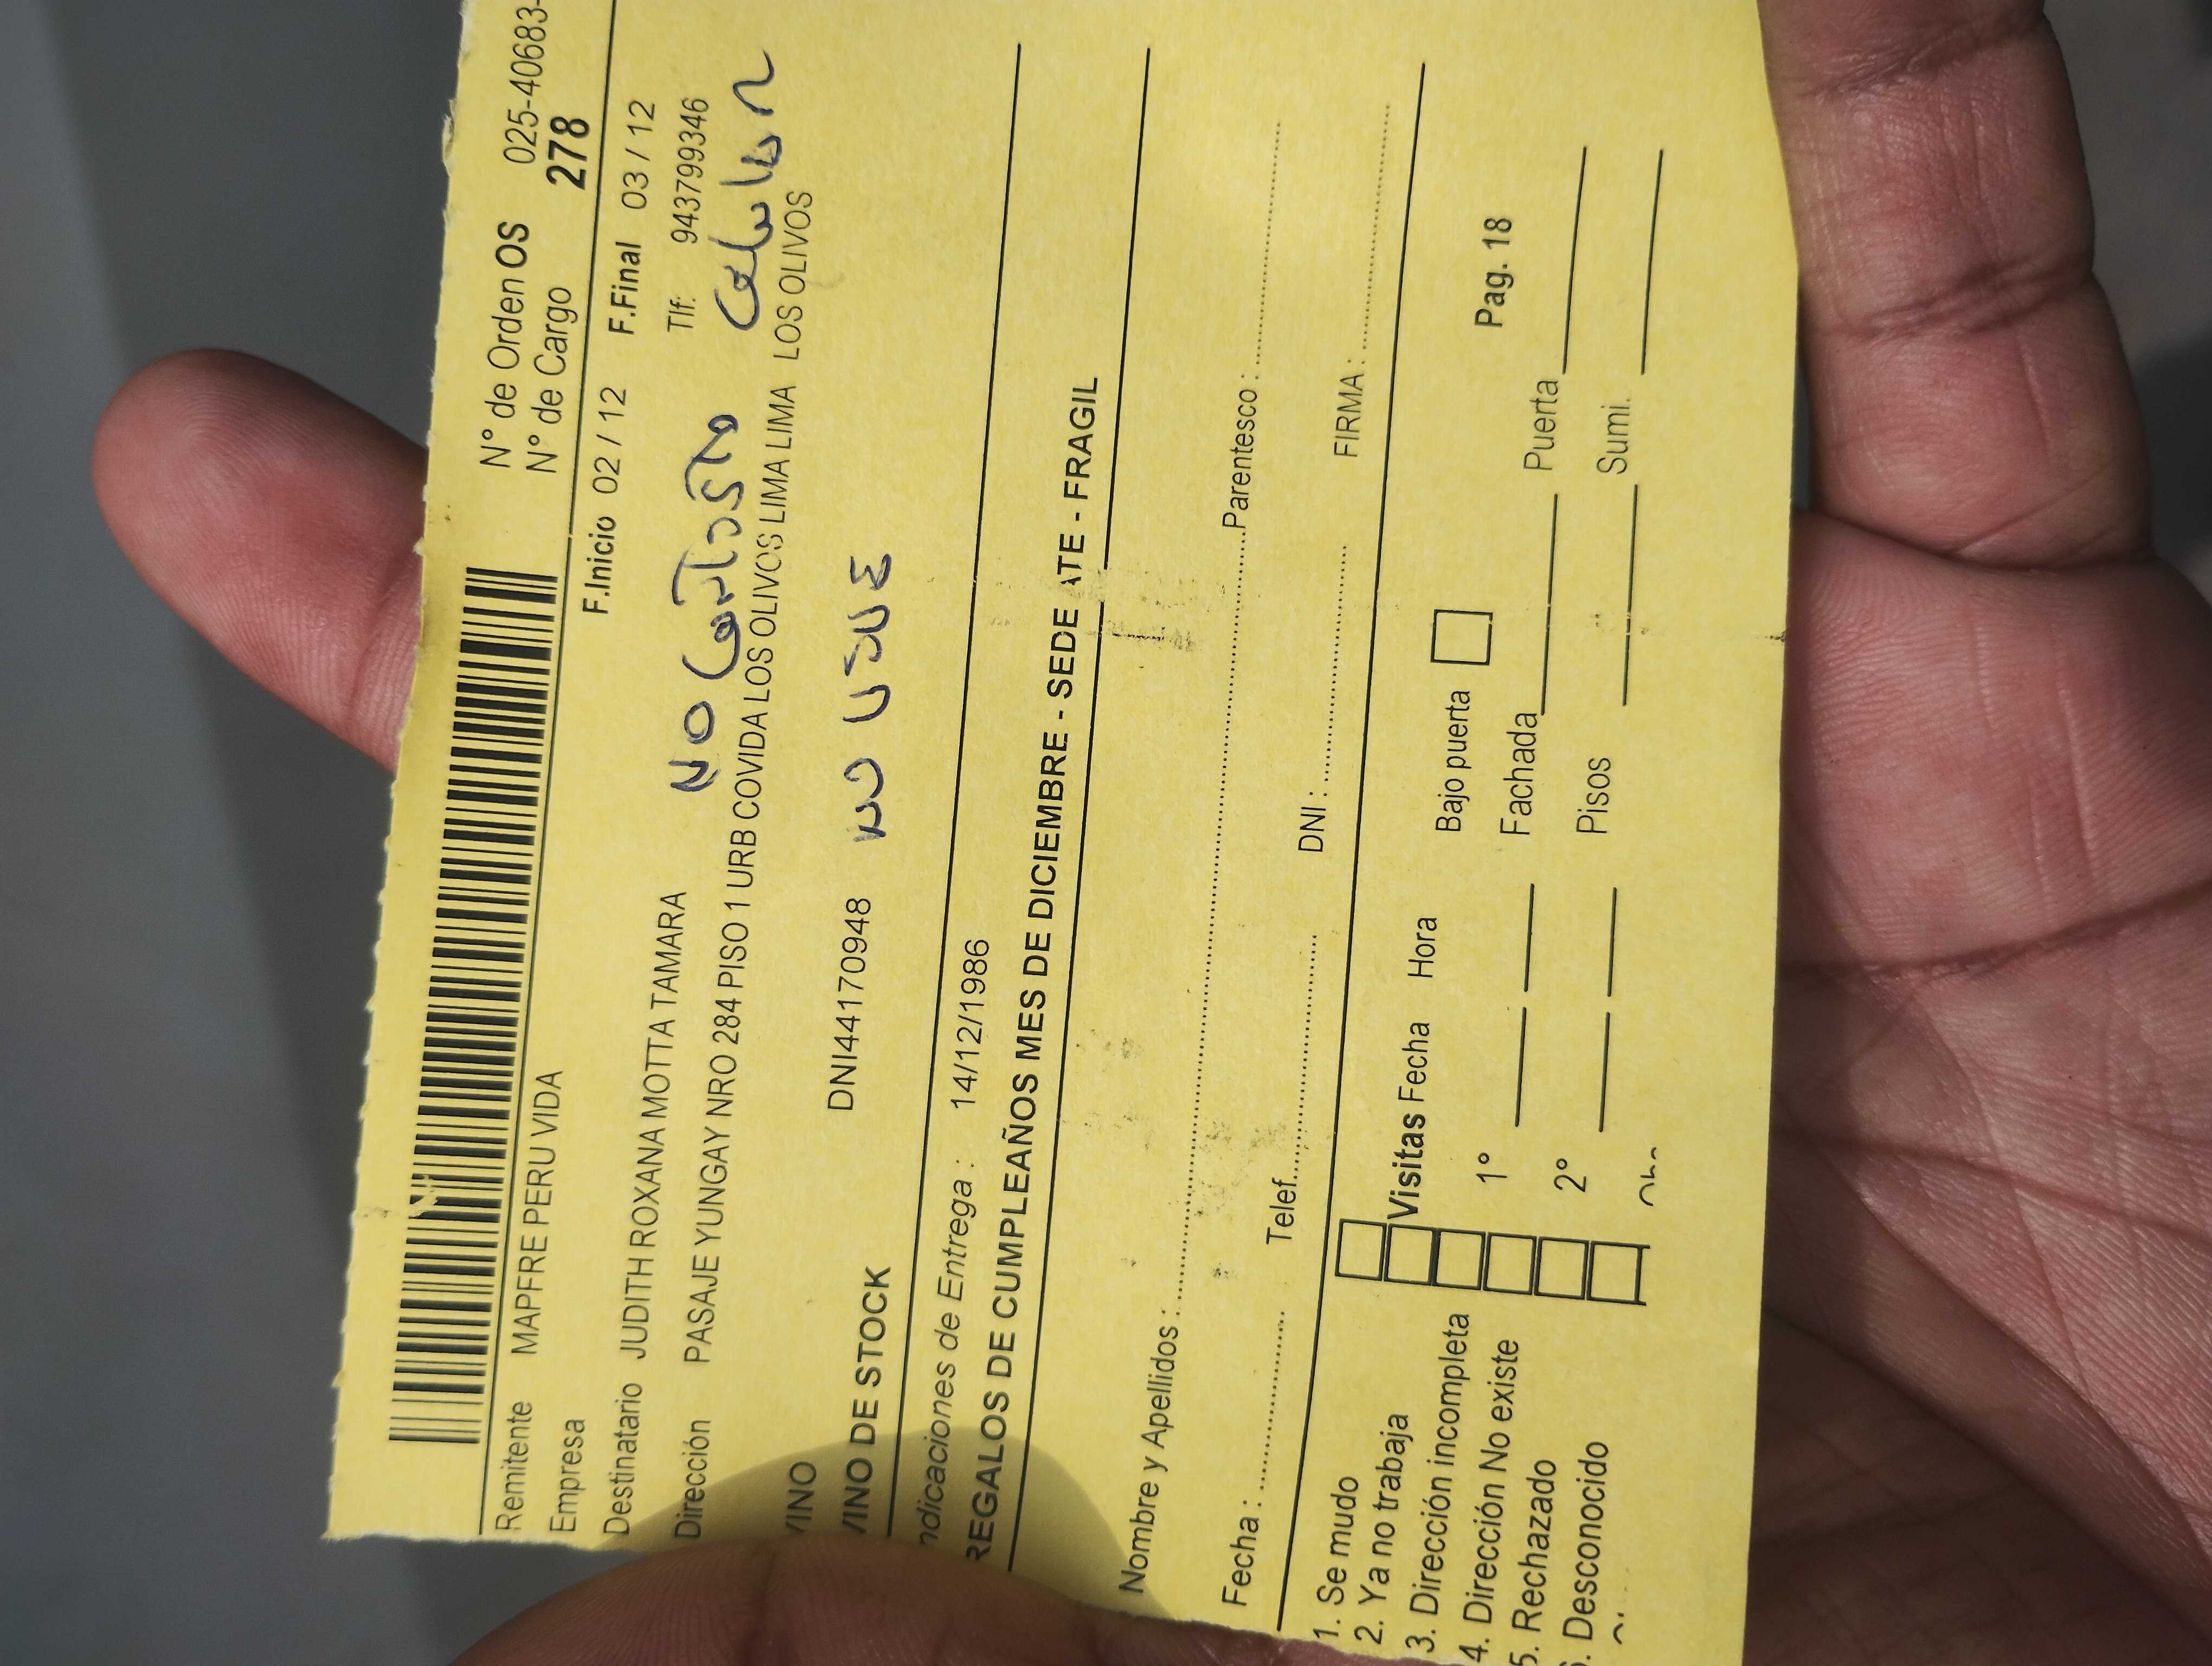 N° de Orden OS 025-40683-
N° de Cargo 278
Remitente MAPFRE PERU VIDA
F.Inicio 02 / 12 F.Final 03 / 12
Empresa
Destinatario JUDITH ROXANA MOTTA TAMARA Tlf: 943799346
NO Contesto Celular
Dirección PASAJE YUNGAY NRO 284 PISO 1 URB COVIDA LOS OLIVOS LIMA LIMA LOS OLIVOS
VINO
DNI44170948 NO VIVE
VINO DE STOCK
ndicaciones de Entrega : 14/12/1986
REGALOS DE CUMPLEAÑOS MES DE DICIEMBRE - SEDE ATE - FRAGIL
Nombre y Apellidos : Parentesco :
Fecha : Telef. DNI : FIRMA :
1. Se mudo
2. Ya no trabaja
3. Dirección incompleta
4. Dirección No existe
5. Rechazado
6. Desconocido
Visitas Fecha Hora Bajo puerta Pag. 18
1° Fachada Puerta
2° Pisos Sumi.